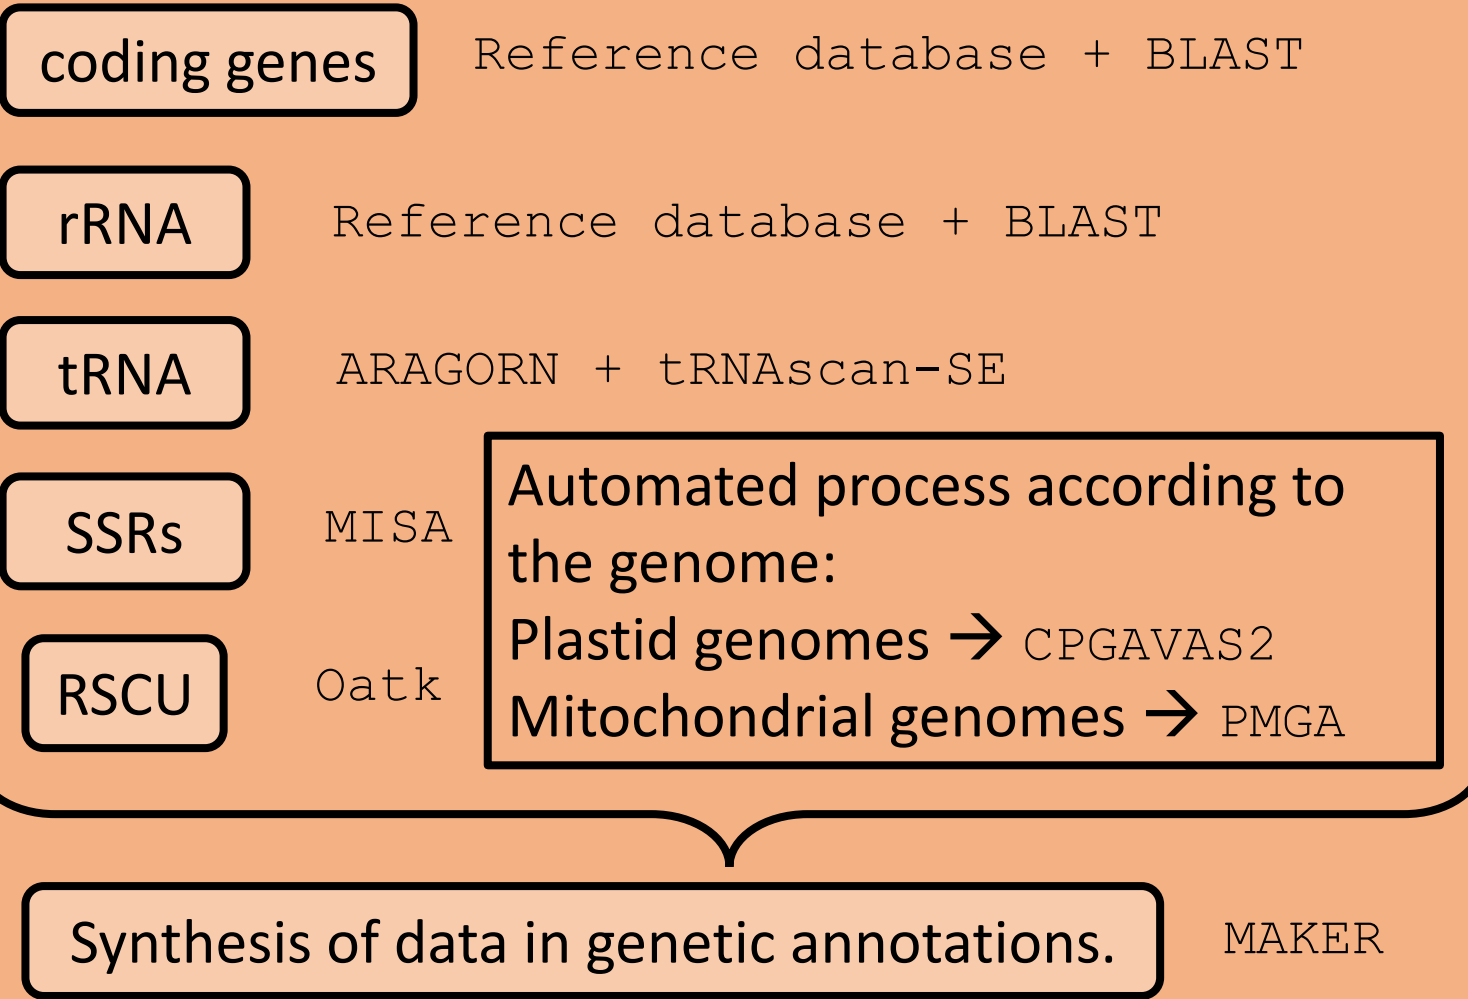 coding genes Reference database + BLAST
rRNA Reference database + BLAST
tRNA ARAGORN + tRNAscan-SE
SSRs MISA
RSCU Oatk
Automated process according to
the genome:
Plastid genomes → CPGAVAS2
Mitochondrial genomes → PMGA
Synthesis of data in genetic annotations. MAKER